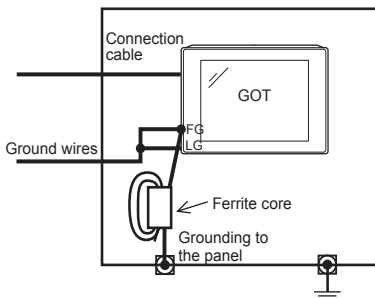 Connection
cable
GOT
FG
LG
Ground wires
Ferrite core
Grounding to
the panel